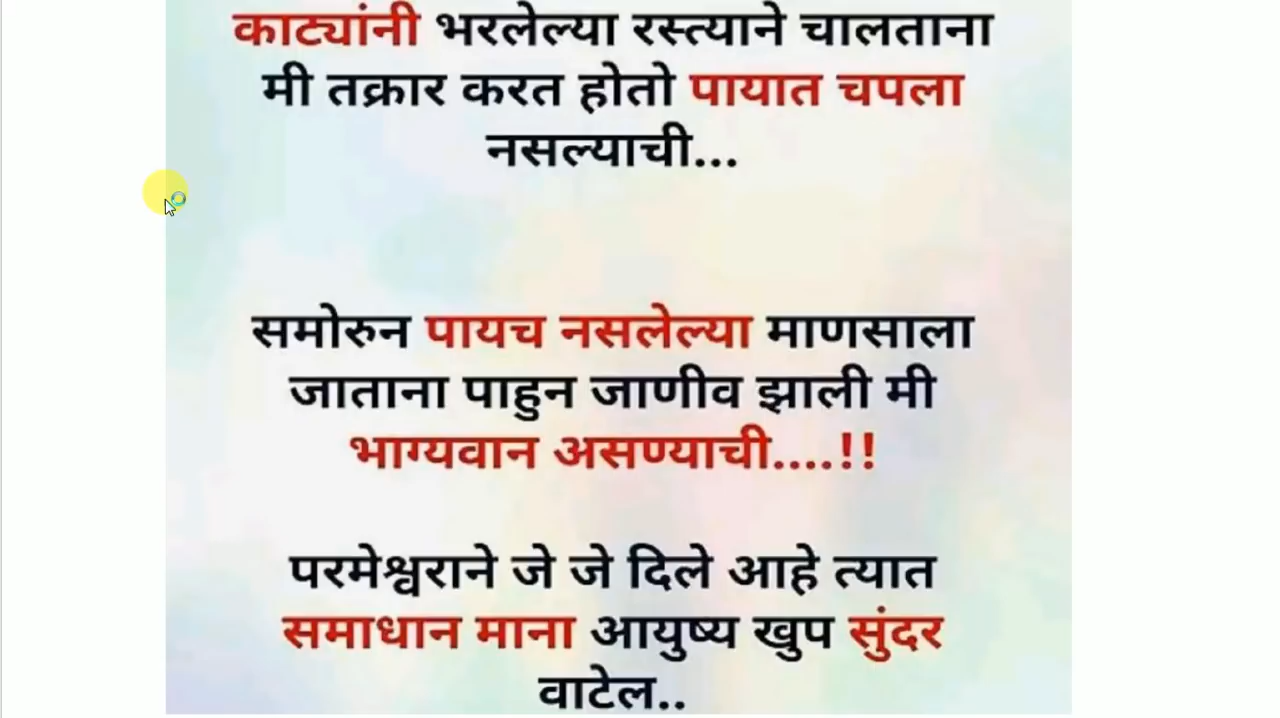 काट्यांनी भरलेल्या रस्त्याने चालताना
मी तक्रार करत होतो पायात चपला
नसल्याची...
समोरुन पायच नसलेल्या माणसाला
जाताना पाहुन जाणीव झाली मी
भाग्यवान असण्याची....!!
परमेश्वराने जे जे दिले आहे त्यात
समाधान माना आयुष्य खुप सुंदर
वाटेल..